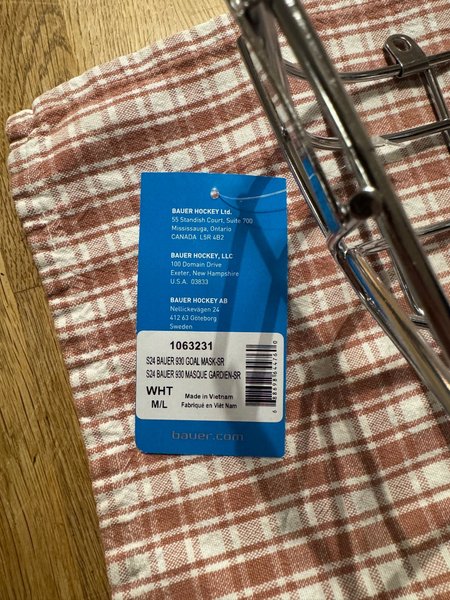 BAUER HOCKEY Ltd.
55 Standish Court, Suite 700
Mississauga, Ontario
CANADA L5R 4B2
BAUER HOCKEY, LLC
100 Domain Drive
Exeter, New Hampshire
U.S.A. 03833
BAUER HOCKEY AB
Nellickevägen 24
412 63 Göteborg
Sweden
1063231
S24 BAUER 930 GOAL MASK-SR
S24 BAUER 930 MASQUE GARDIEN-SR
WHT
M/L
Made in Vietnam
Fabriqué en Viêt Nam
bauer.com